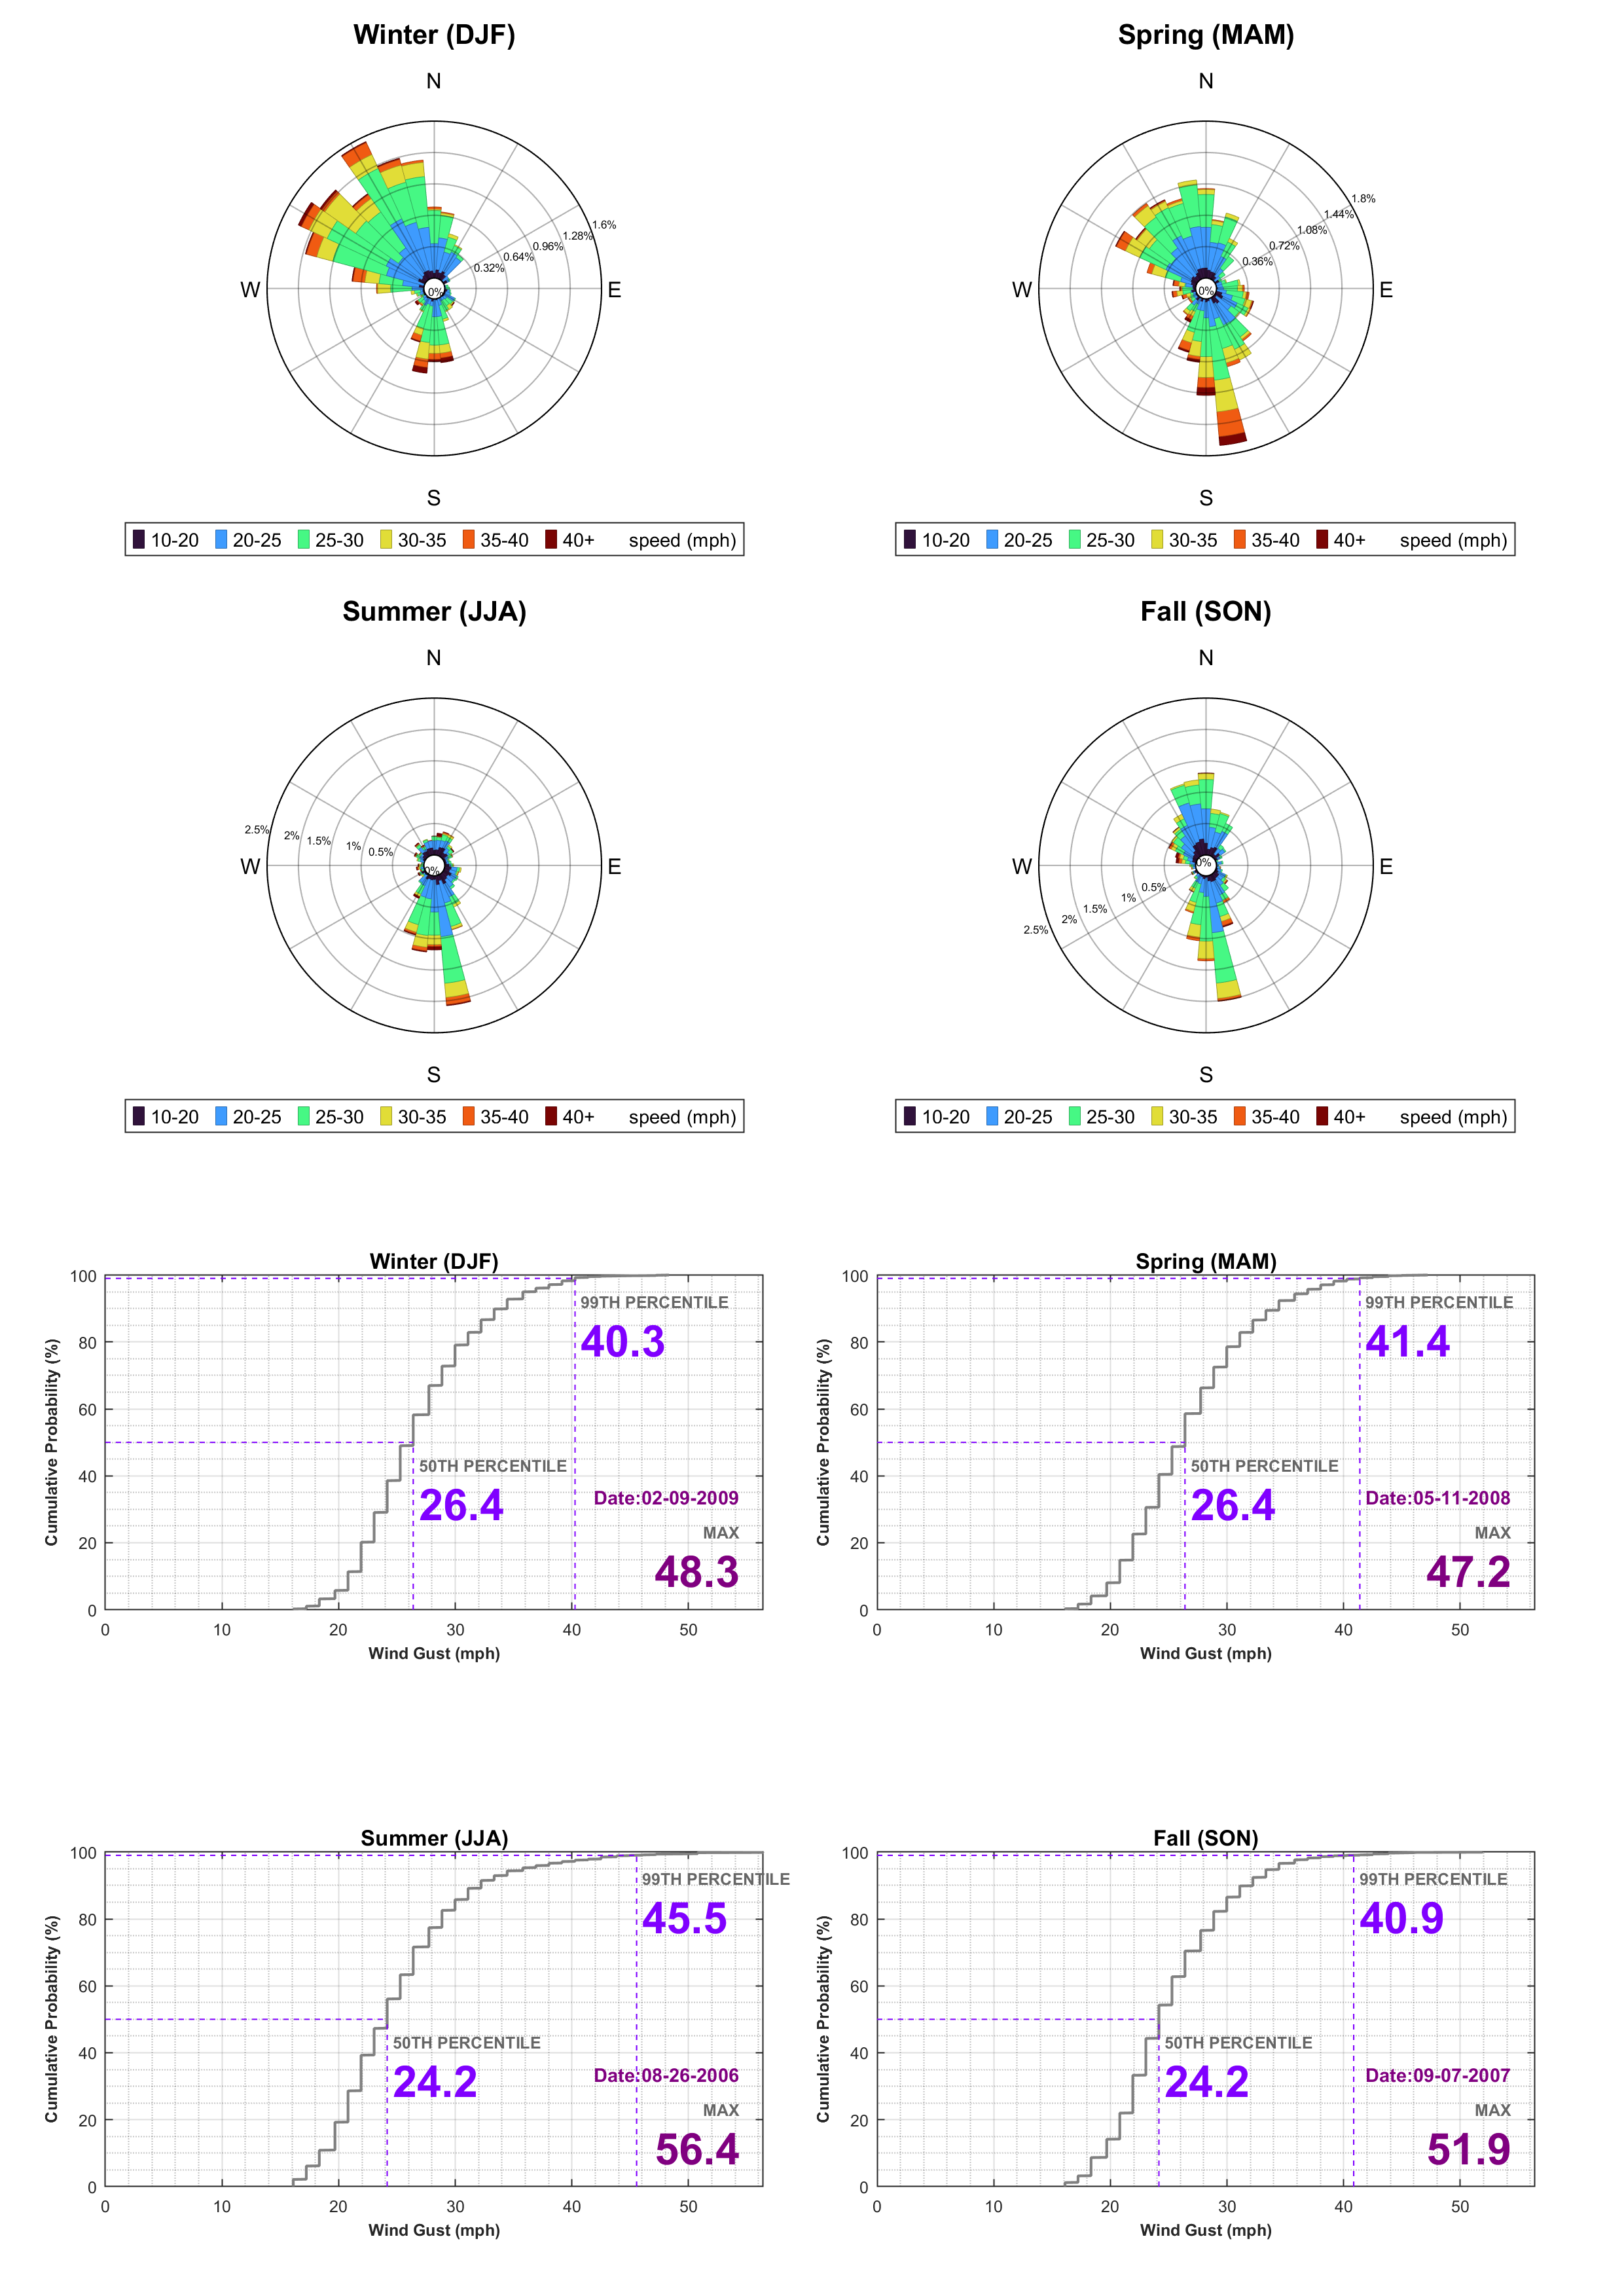 Winter (DJF)
N
1.6%
1.28%
0.96%
0.64%
0.32%
0%
W
E
S
10-20 20-25 25-30 30-35 35-40 40+ speed (mph)
Spring (MAM)
N
1.8%
1.44%
1.08%
0.72%
0.36%
0%
W
E
S
10-20 20-25 25-30 30-35 35-40 40+ speed (mph)
Summer (JJA)
N
2.5%
2%
1.5%
1%
0.5%
0%
W
E
S
10-20 20-25 25-30 30-35 35-40 40+ speed (mph)
Fall (SON)
N
0%
0.5%
1%
1.5%
2%
2.5%
W
E
S
10-20 20-25 25-30 30-35 35-40 40+ speed (mph)
Winter (DJF)
Cumulative Probability (%)
100
80
60
40
20
0
99TH PERCENTILE
40.3
50TH PERCENTILE
26.4
Date:02-09-2009
MAX
48.3
0 10 20 30 40 50
Wind Gust (mph)
Spring (MAM)
Cumulative Probability (%)
100
80
60
40
20
0
99TH PERCENTILE
41.4
50TH PERCENTILE
26.4
Date:05-11-2008
MAX
47.2
0 10 20 30 40 50
Wind Gust (mph)
Summer (JJA)
Cumulative Probability (%)
100
80
60
40
20
0
99TH PERCENTILE
45.5
50TH PERCENTILE
24.2
Date:08-26-2006
MAX
56.4
0 10 20 30 40 50
Wind Gust (mph)
Fall (SON)
Cumulative Probability (%)
100
80
60
40
20
0
99TH PERCENTILE
40.9
50TH PERCENTILE
24.2
Date:09-07-2007
MAX
51.9
0 10 20 30 40 50
Wind Gust (mph)